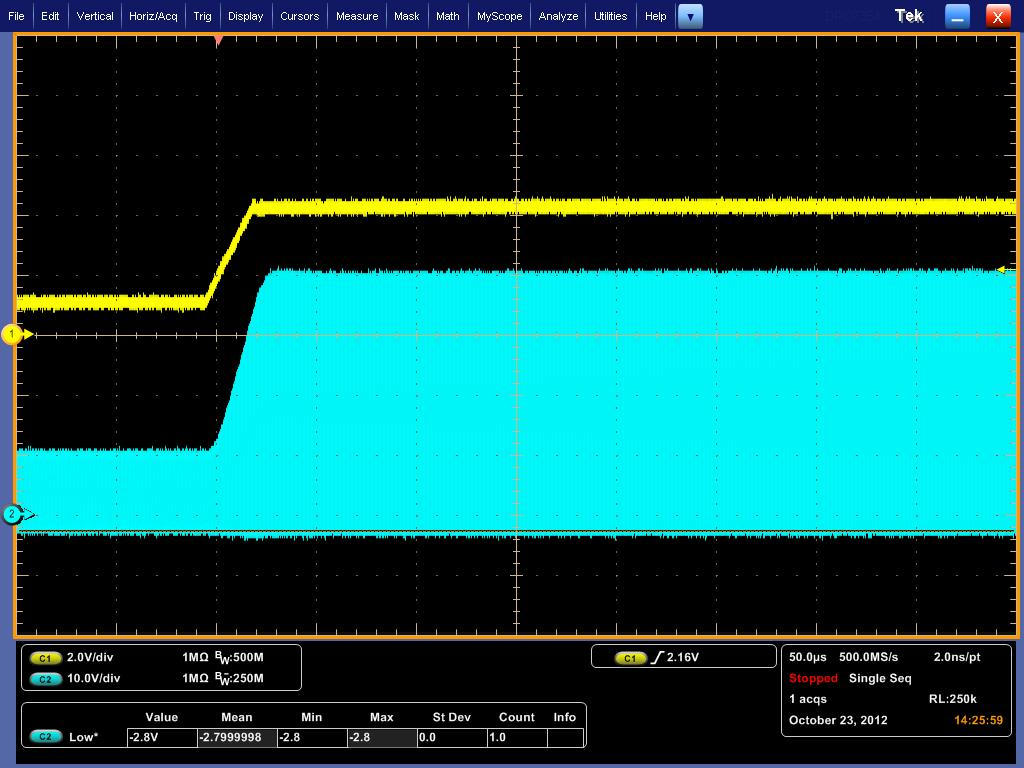 File Edit Vertical Horiz/Acq Trig Display Cursors Measure Mask Math MyScope Analyze Utilities Help Tek X
1
2
C1 2.0V/div 1MΩ BW:500M
C2 10.0V/div 1MΩ BW:250M
C1 2.16V
50.0μs 500.0MS/s 2.0ns/pt
Stopped Single Seq
1 acqs RL:250k
October 23, 2012 14:25:59
Value Mean Min Max St Dev Count Info
C2 Low* -2.8V -2.7999998 -2.8 -2.8 0.0 1.0